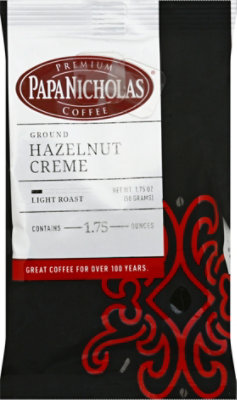 PREMIUM
PAPANICHOLAS
COFFEE
GROUND
HAZELNUT
CREME
LIGHT ROAST
NET WT. 1.75 OZ
(50 GRAMS)
CONTAINS 1.75 OUNCES
GREAT COFFEE FOR OVER 100 YEARS.